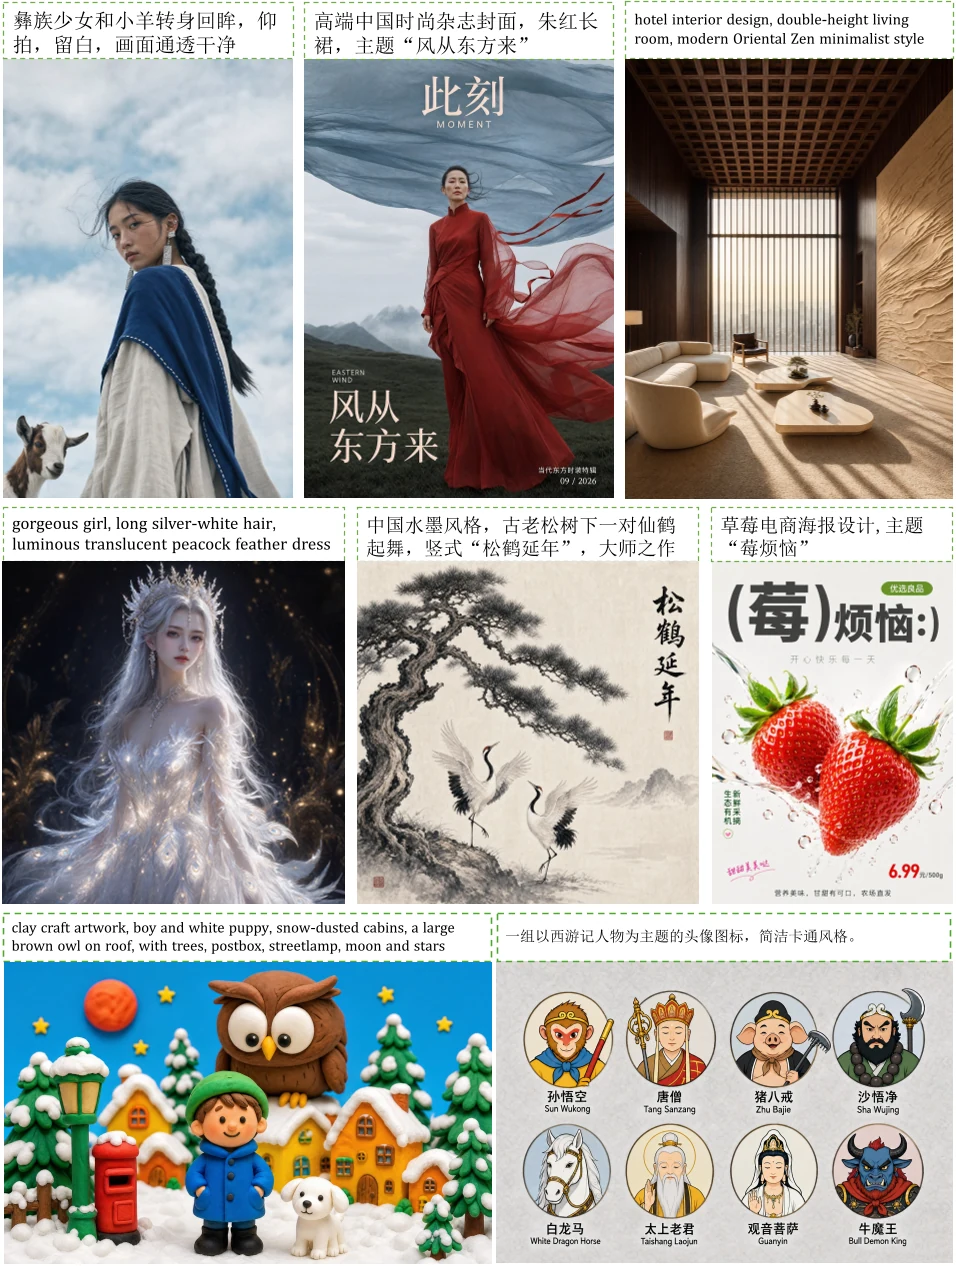 彝族少女和小羊转身回眸，仰
拍，留白，画面通透干净
高端中国时尚杂志封面，朱红长
裙，主题“风从东方来”
hotel interior design, double-height living
room, modern Oriental Zen minimalist style
此刻
MOMENT
EASTERN
WIND
风从
东方来
当代东方时装特辑
09 / 2026
gorgeous girl, long silver-white hair,
luminous translucent peacock feather dress
中国水墨风格，古老松树下一对仙鹤
起舞，竖式“松鹤延年”，大师之作
草莓电商海报设计, 主题
“莓烦恼”
松鹤延年
优选良品
(莓)烦恼:)
开心快乐每一天
新鲜采摘
生态有机
甜甜美美哒
6.99元/500g
营养美味，甘甜有可口，农场直发
clay craft artwork, boy and white puppy, snow-dusted cabins, a large
brown owl on roof, with trees, postbox, streetlamp, moon and stars
一组以西游记人物为主题的头像图标，简洁卡通风格。
孙悟空
Sun Wukong
唐僧
Tang Sanzang
猪八戒
Zhu Bajie
沙悟净
Sha Wujing
白龙马
White Dragon Horse
太上老君
Taishang Laojun
观音菩萨
Guanyin
牛魔王
Bull Demon King